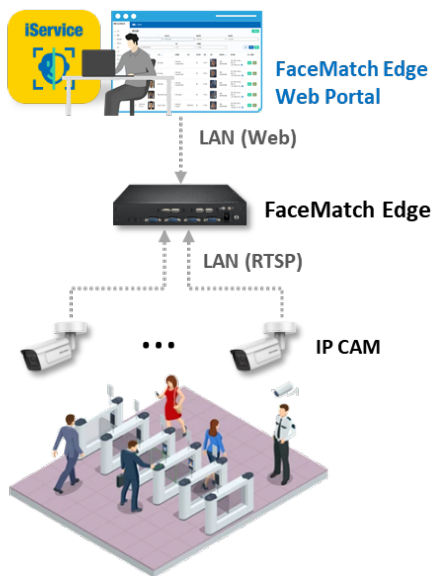 iService
FaceMatch Edge
Web Portal
LAN (Web)
FaceMatch Edge
LAN (RTSP)
...
IP CAM